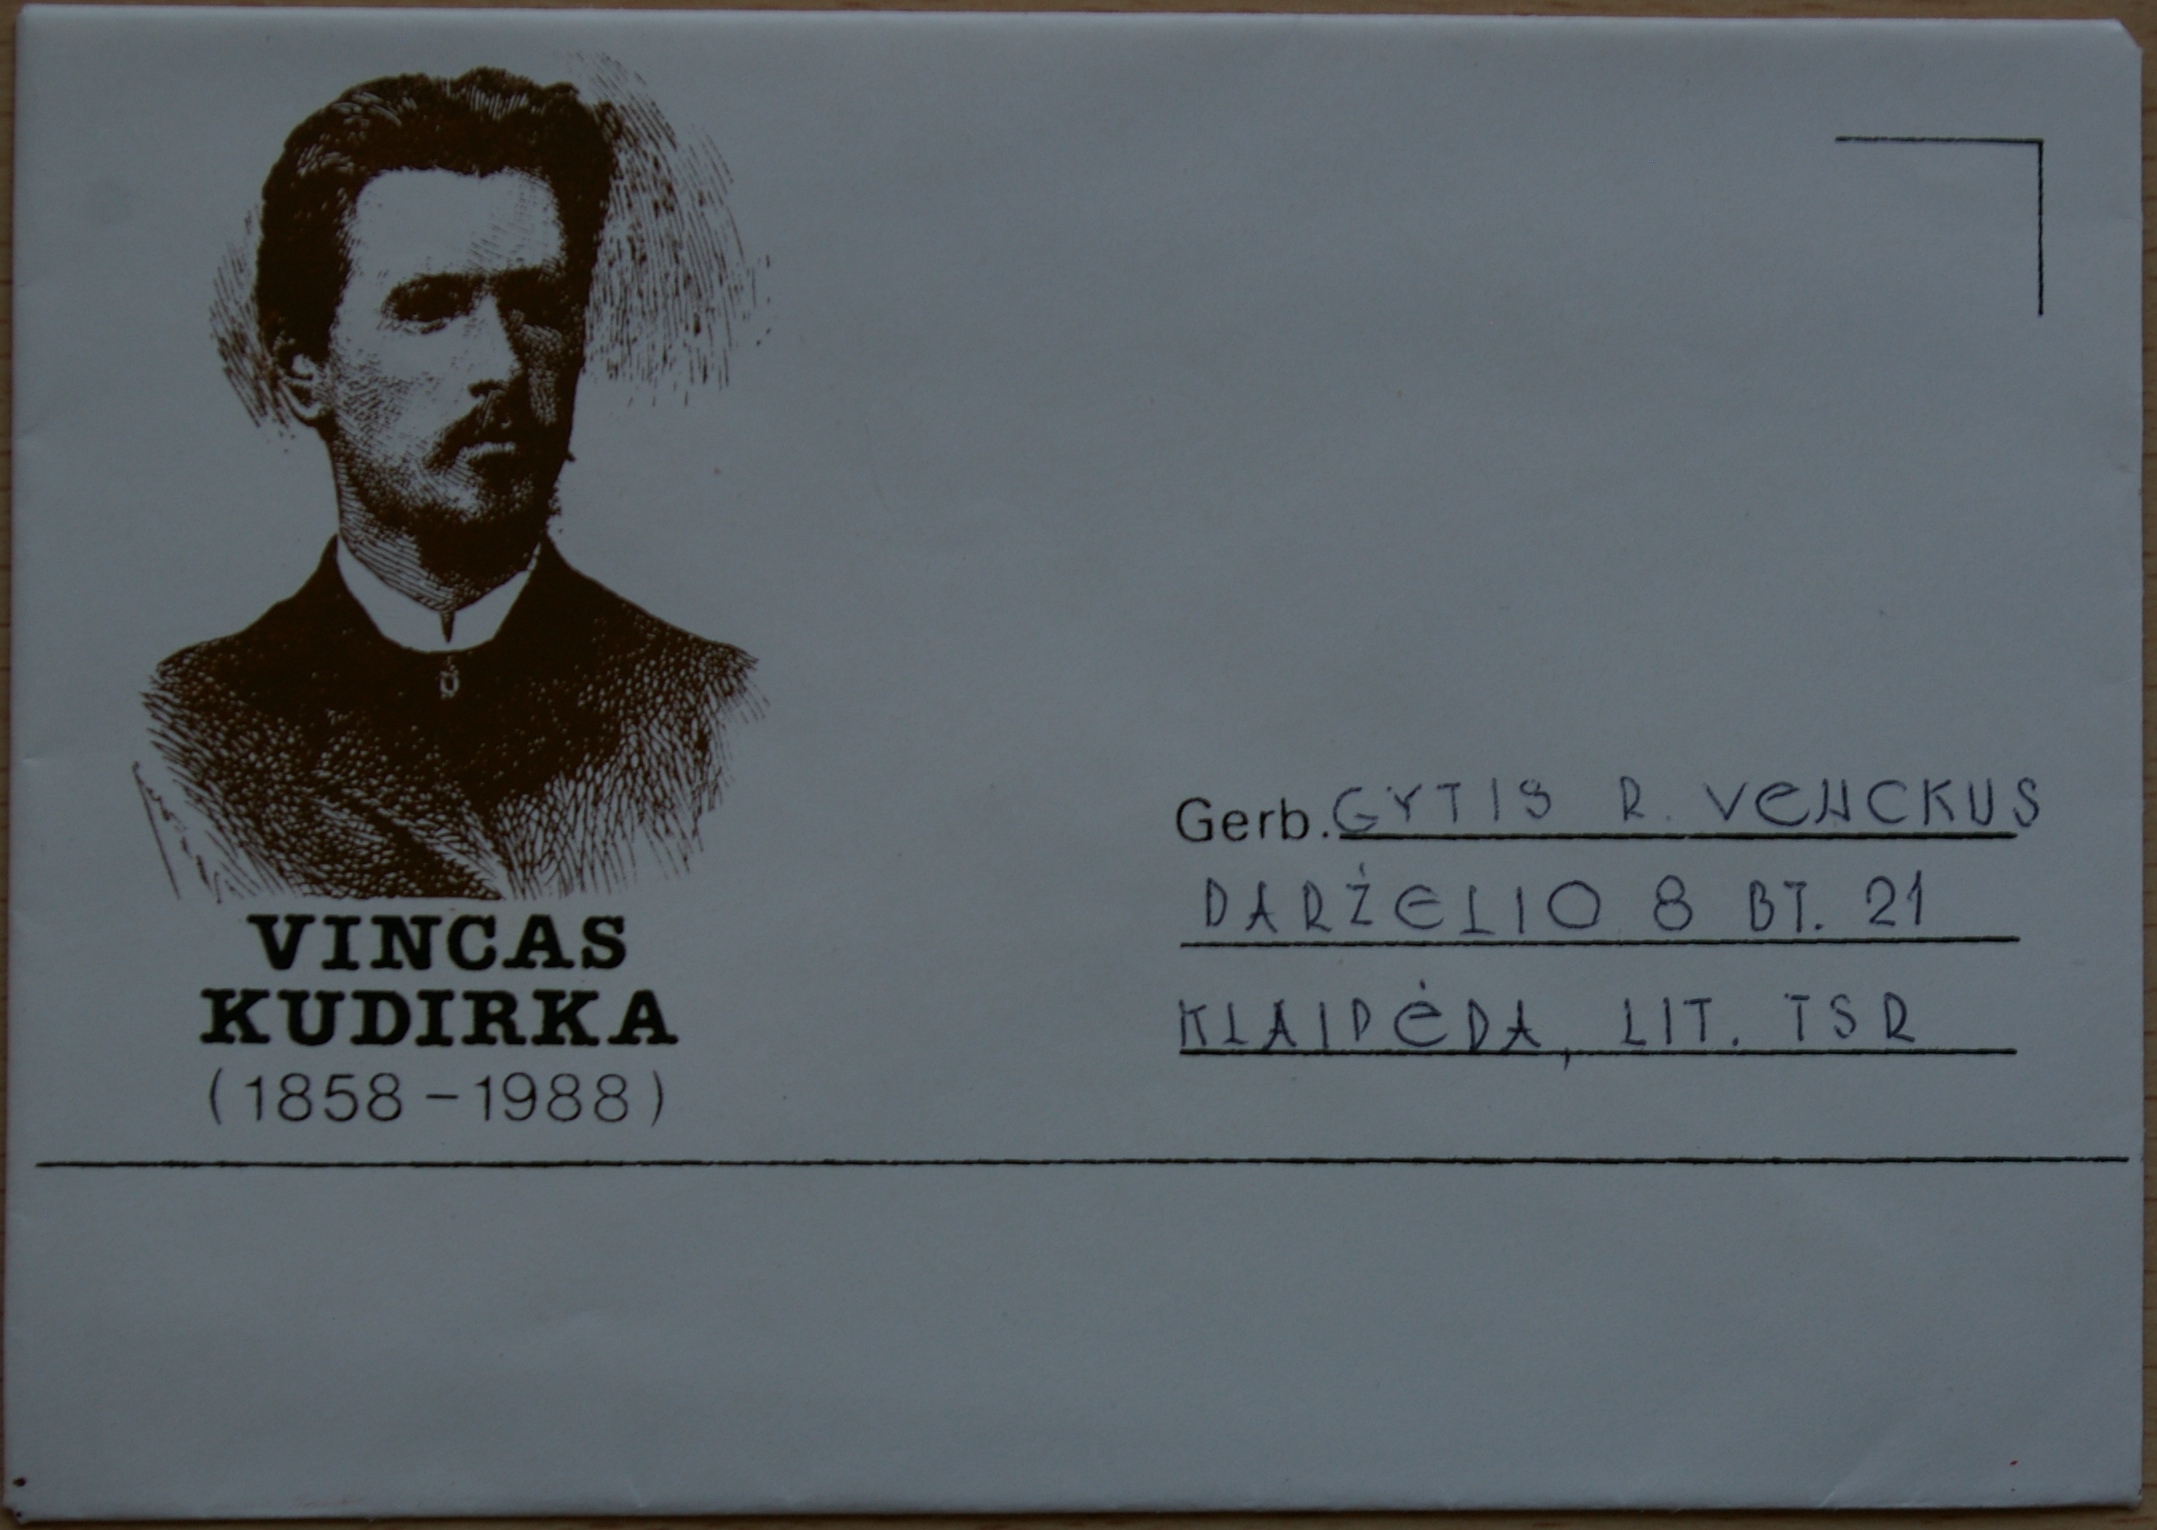 VINCAS
KUDIRKA
(1858-1988)
Gerb. GYTIS R. VENCKUS
DARŽELIO 8 BT. 21
KLAIPĖDA, LIT. TSR